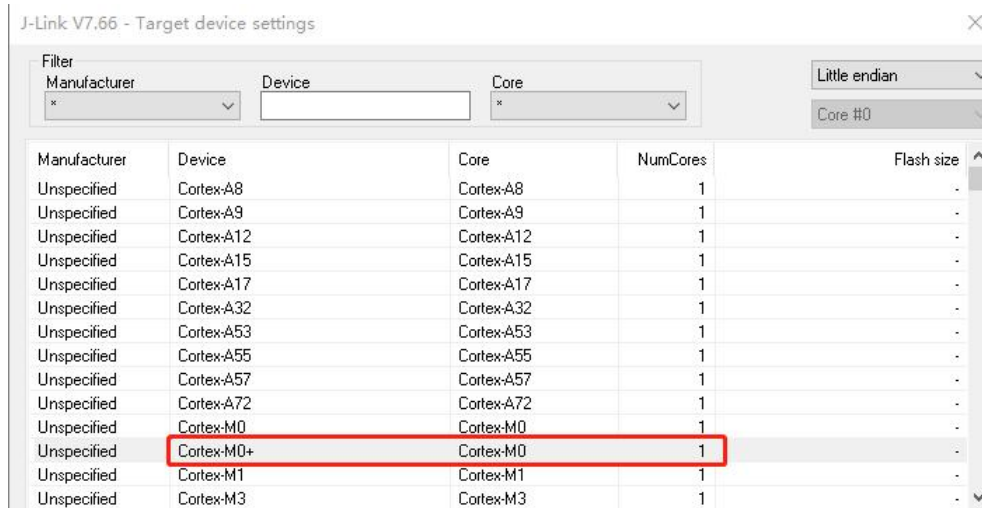 J-Link V7.66 - Target device settings
Filter
Manufacturer Device Core
* *
Little endian
Core #0
Manufacturer Device Core NumCores Flash size
Unspecified Cortex-A8 Cortex-A8 1 -
Unspecified Cortex-A9 Cortex-A9 1 -
Unspecified Cortex-A12 Cortex-A12 1 -
Unspecified Cortex-A15 Cortex-A15 1 -
Unspecified Cortex-A17 Cortex-A17 1 -
Unspecified Cortex-A32 Cortex-A32 1 -
Unspecified Cortex-A53 Cortex-A53 1 -
Unspecified Cortex-A55 Cortex-A55 1 -
Unspecified Cortex-A57 Cortex-A57 1 -
Unspecified Cortex-A72 Cortex-A72 1 -
Unspecified Cortex-M0 Cortex-M0 1 -
Unspecified Cortex-M0+ Cortex-M0 1 -
Unspecified Cortex-M1 Cortex-M1 1 -
Unspecified Cortex-M3 Cortex-M3 1 -